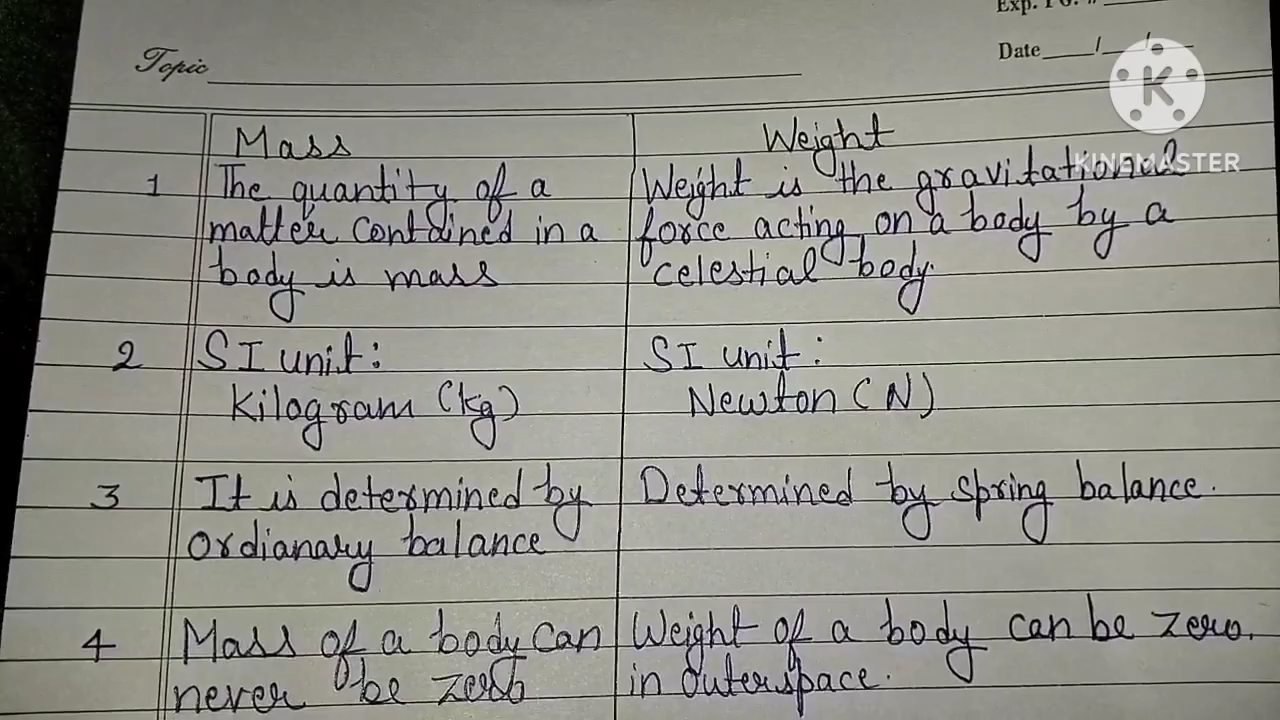 Exp. PG. #
Date / /
Topic
K
KINEMASTER
Mass
Weight
1
The quantity of a
matter contained in a
body is mass
Weight is the gravitational
force acting on a body by a
celestial body.
2
SI unit:
Kilogram (kg)
SI unit:
Newton (N)
3
It is determined by
ordianary balance
Determined by spring balance.
4
Mass of a body can
never be zero
Weight of a body can be zero.
in outerspace.